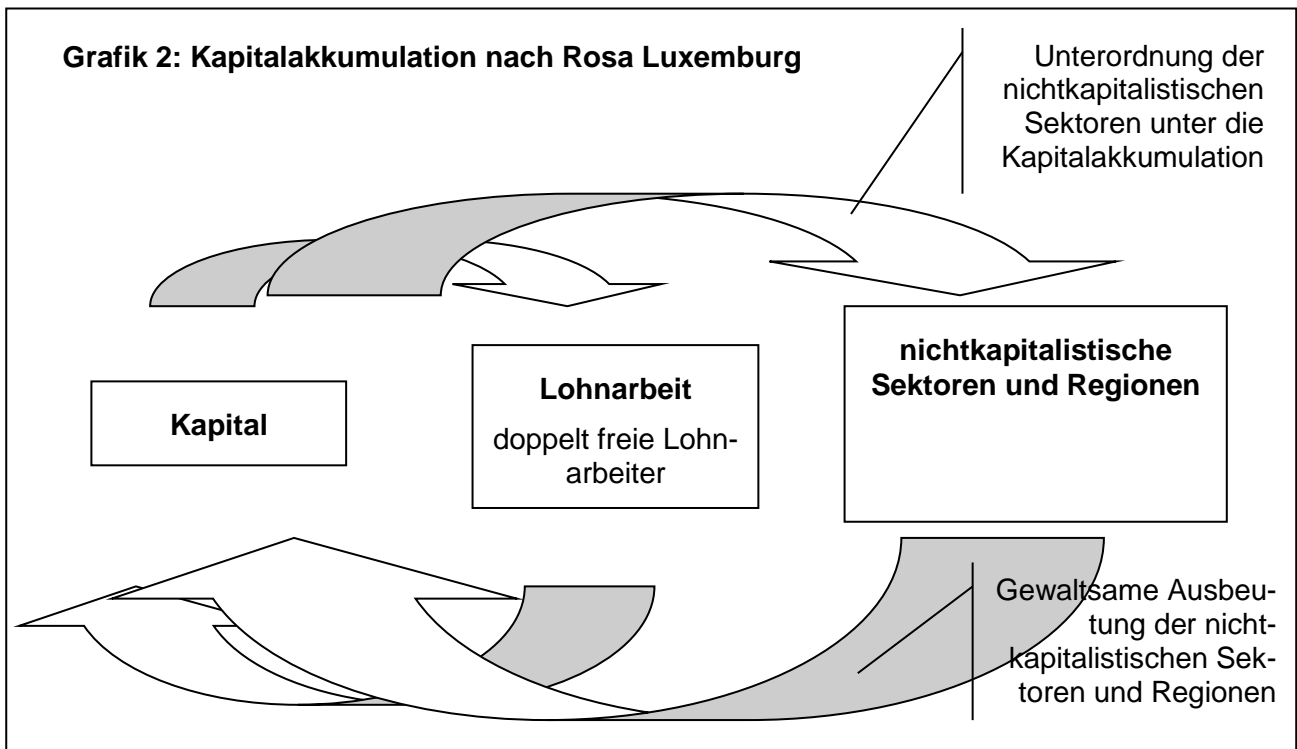 Grafik 2: Kapitalakkumulation nach Rosa Luxemburg
Unterordnung der
nichtkapitalistischen
Sektoren unter die
Kapitalakkumulation
Kapital
Lohnarbeit
doppelt freie Lohn-
arbeiter
nichtkapitalistische
Sektoren und Regionen
Gewaltsame Ausbeu-
tung der nicht-
kapitalistischen Sek-
toren und Regionen